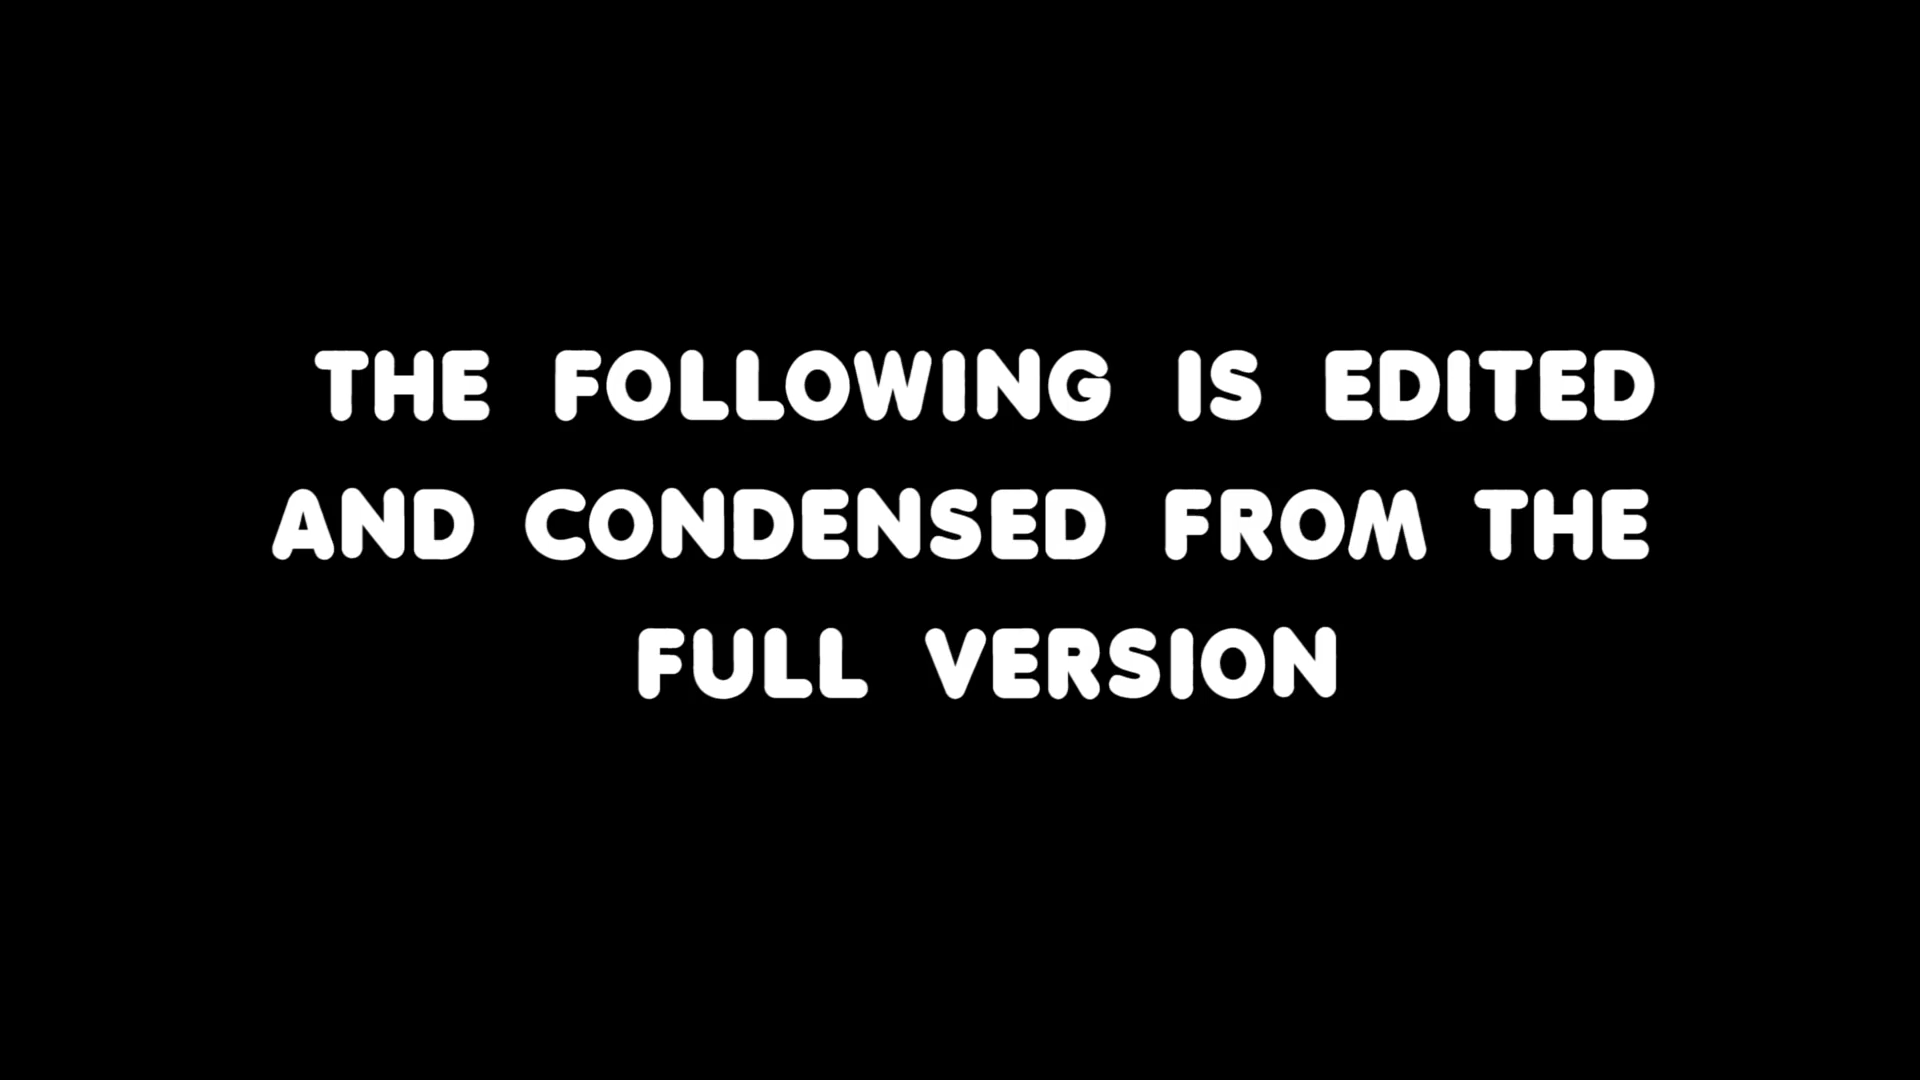 THE FOLLOWING IS EDITED
AND CONDENSED FROM THE
FULL VERSION